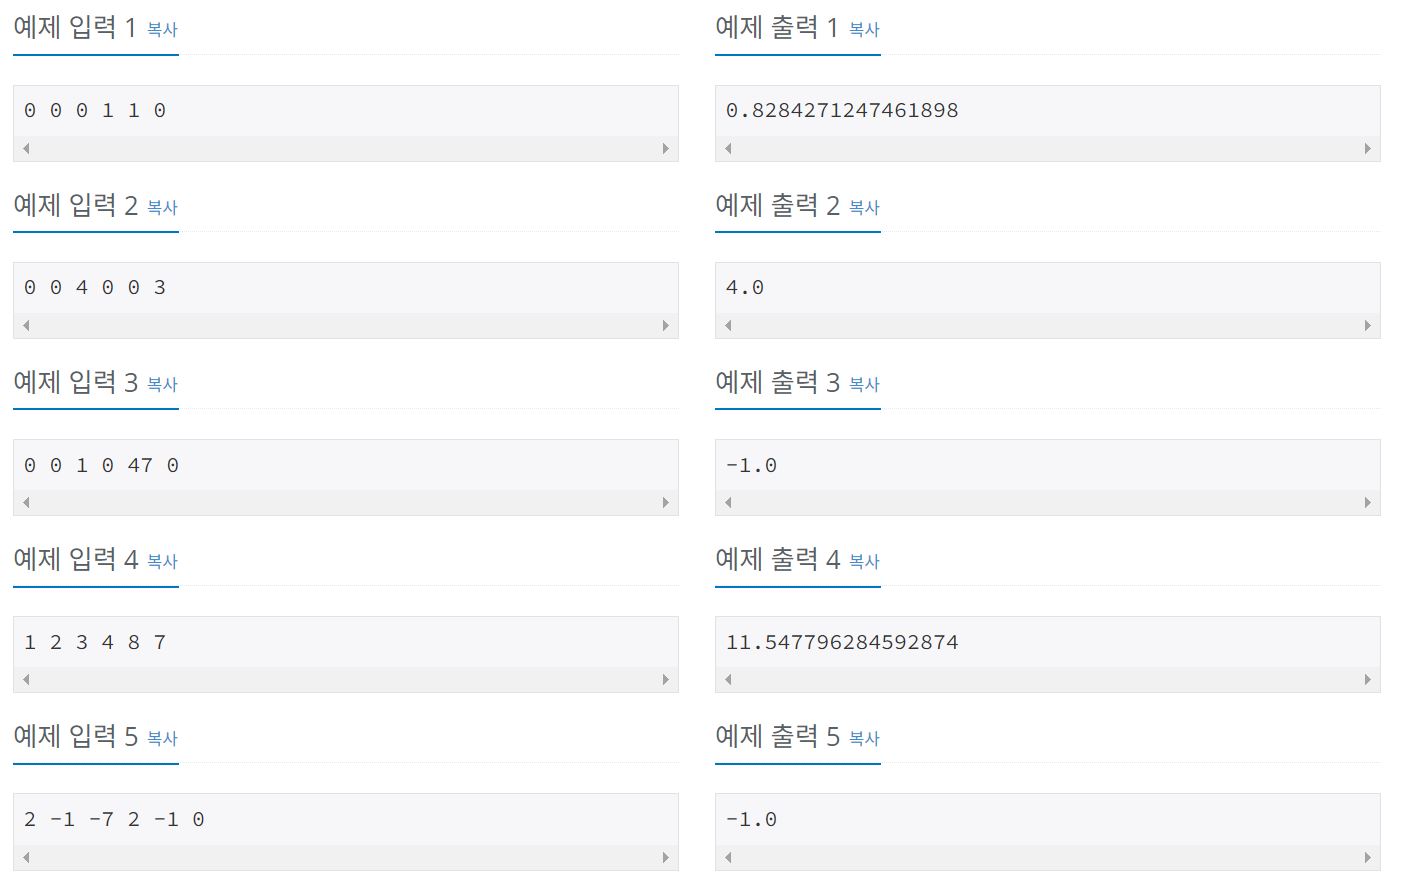 예제 입력 1 복사
예제 출력 1 복사
0 0 0 1 1 0
0.8284271247461898
예제 입력 2 복사
예제 출력 2 복사
0 0 4 0 0 3
4.0
예제 입력 3 복사
예제 출력 3 복사
0 0 1 0 47 0
-1.0
예제 입력 4 복사
예제 출력 4 복사
1 2 3 4 8 7
11.547796284592874
예제 입력 5 복사
예제 출력 5 복사
2 -1 -7 2 -1 0
-1.0